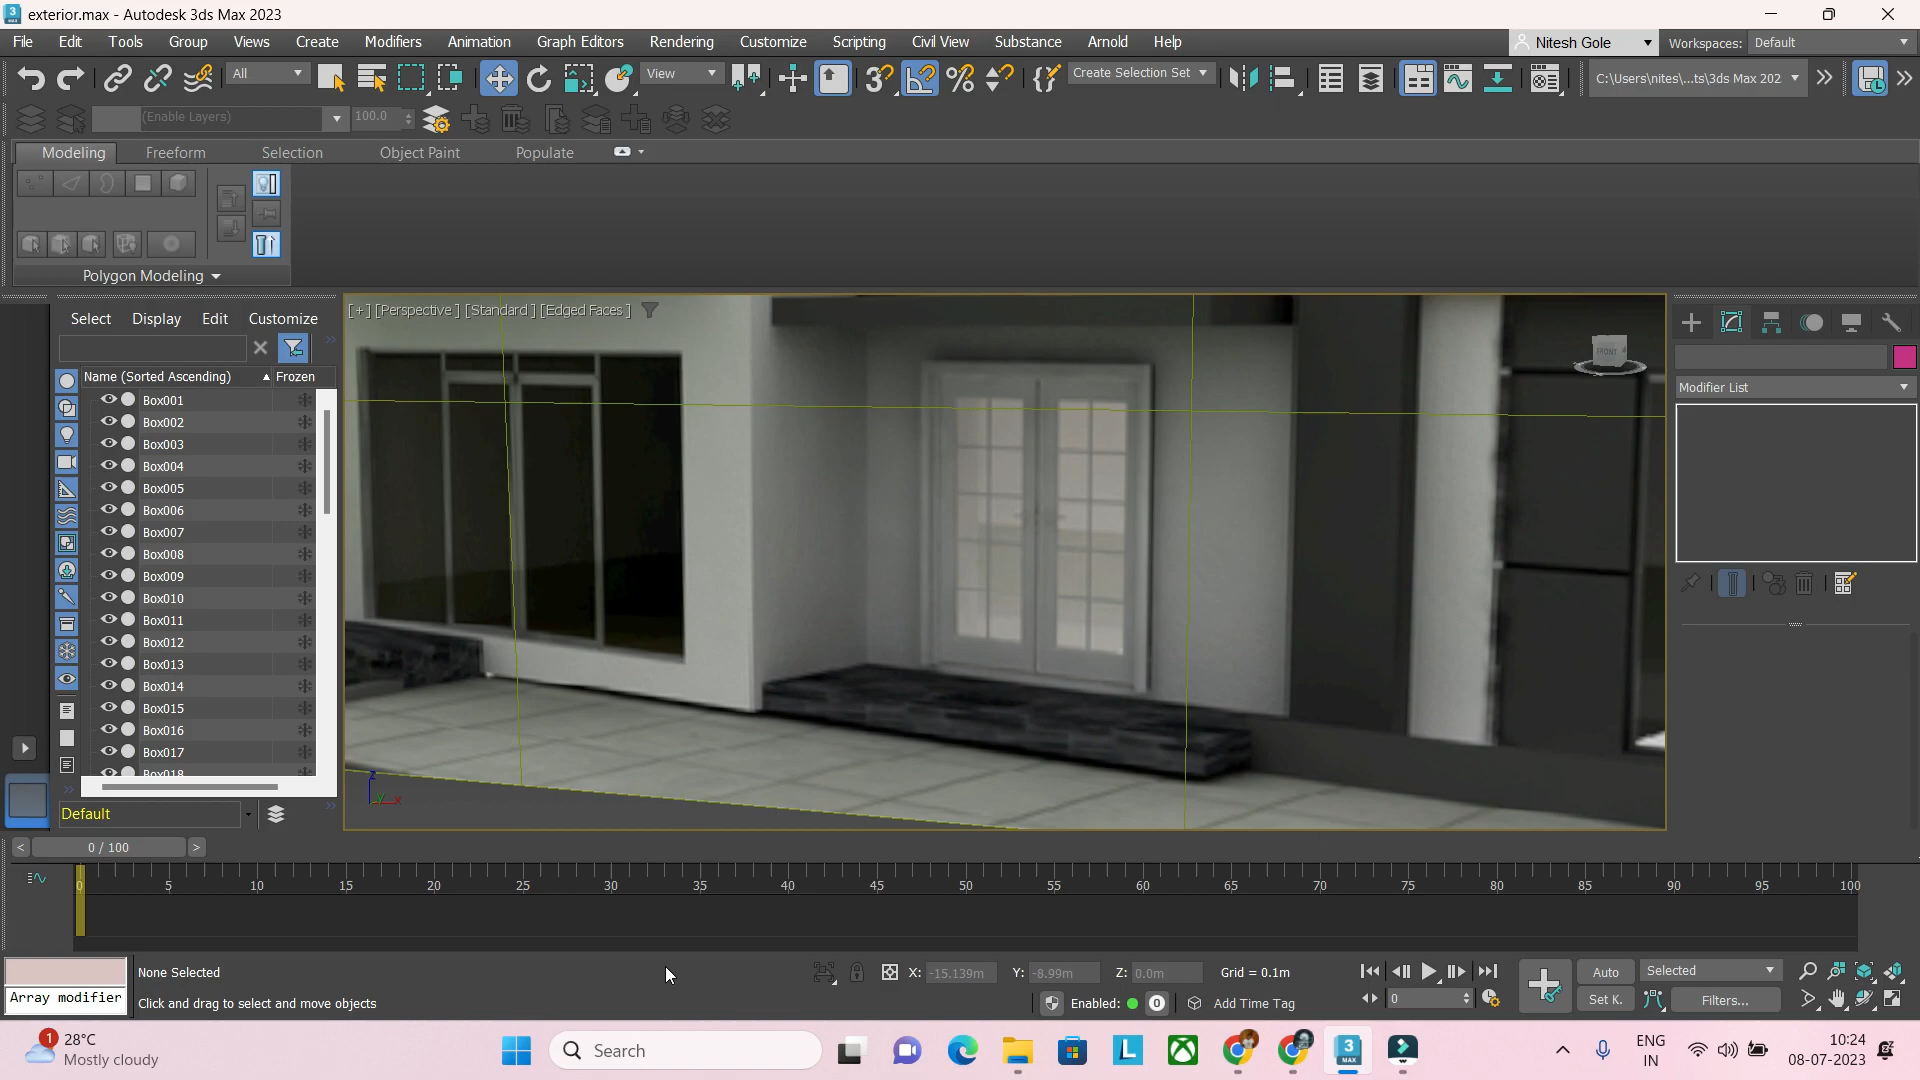 exterior.max - Autodesk 3ds Max 2023
File Edit Tools Group Views Create Modifiers Animation Graph Editors Rendering Customize Scripting Civil View Substance Arnold Help
Nitesh Gole
Workspaces: Default
All
View
Create Selection Set
C:\Users\nites\...ts\3ds Max 202
(Enable Layers)
100.0
Modeling Freeform Selection Object Paint Populate
Polygon Modeling
Select Display Edit Customize
Name (Sorted Ascending) Frozen
Box001
Box002
Box003
Box004
Box005
Box006
Box007
Box008
Box009
Box010
Box011
Box012
Box013
Box014
Box015
Box016
Box017
Box018
Default
[+] [Perspective ] [Standard ] [Edged Faces ]
FRONT
Modifier List
< 0 / 100 >
0 5 10 15 20 25 30 35 40 45 50 55 60 65 70 75 80 85 90 95 100
Array modifier
None Selected
Click and drag to select and move objects
X: -15.139m Y: -8.99m Z: 0.0m Grid = 0.1m
Enabled: 0 Add Time Tag
0
Auto Selected
Set K. Filters...
1
28°C
Mostly cloudy
Search
ENG
IN
10:24
08-07-2023